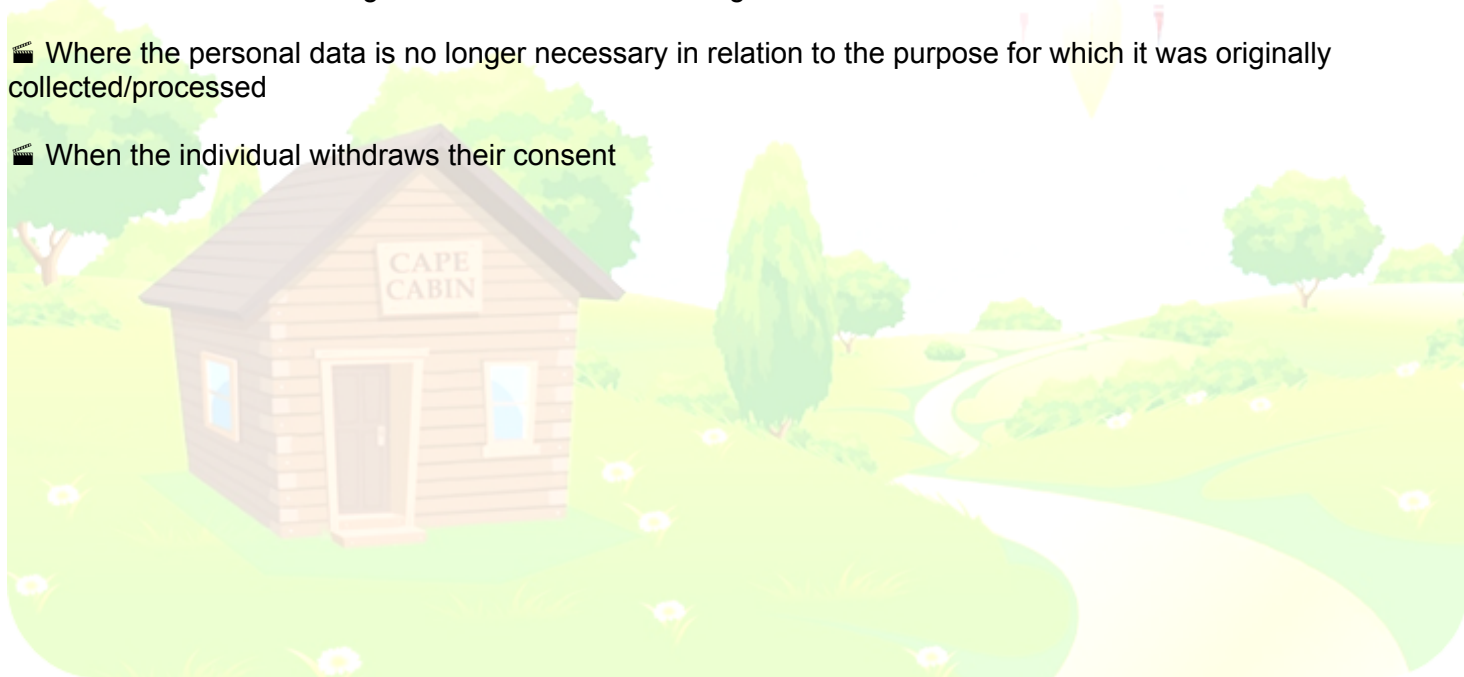 🎬 Where the personal data is no longer necessary in relation to the purpose for which it was originally
collected/processed
🎬 When the individual withdraws their consent
CAPE
CABIN